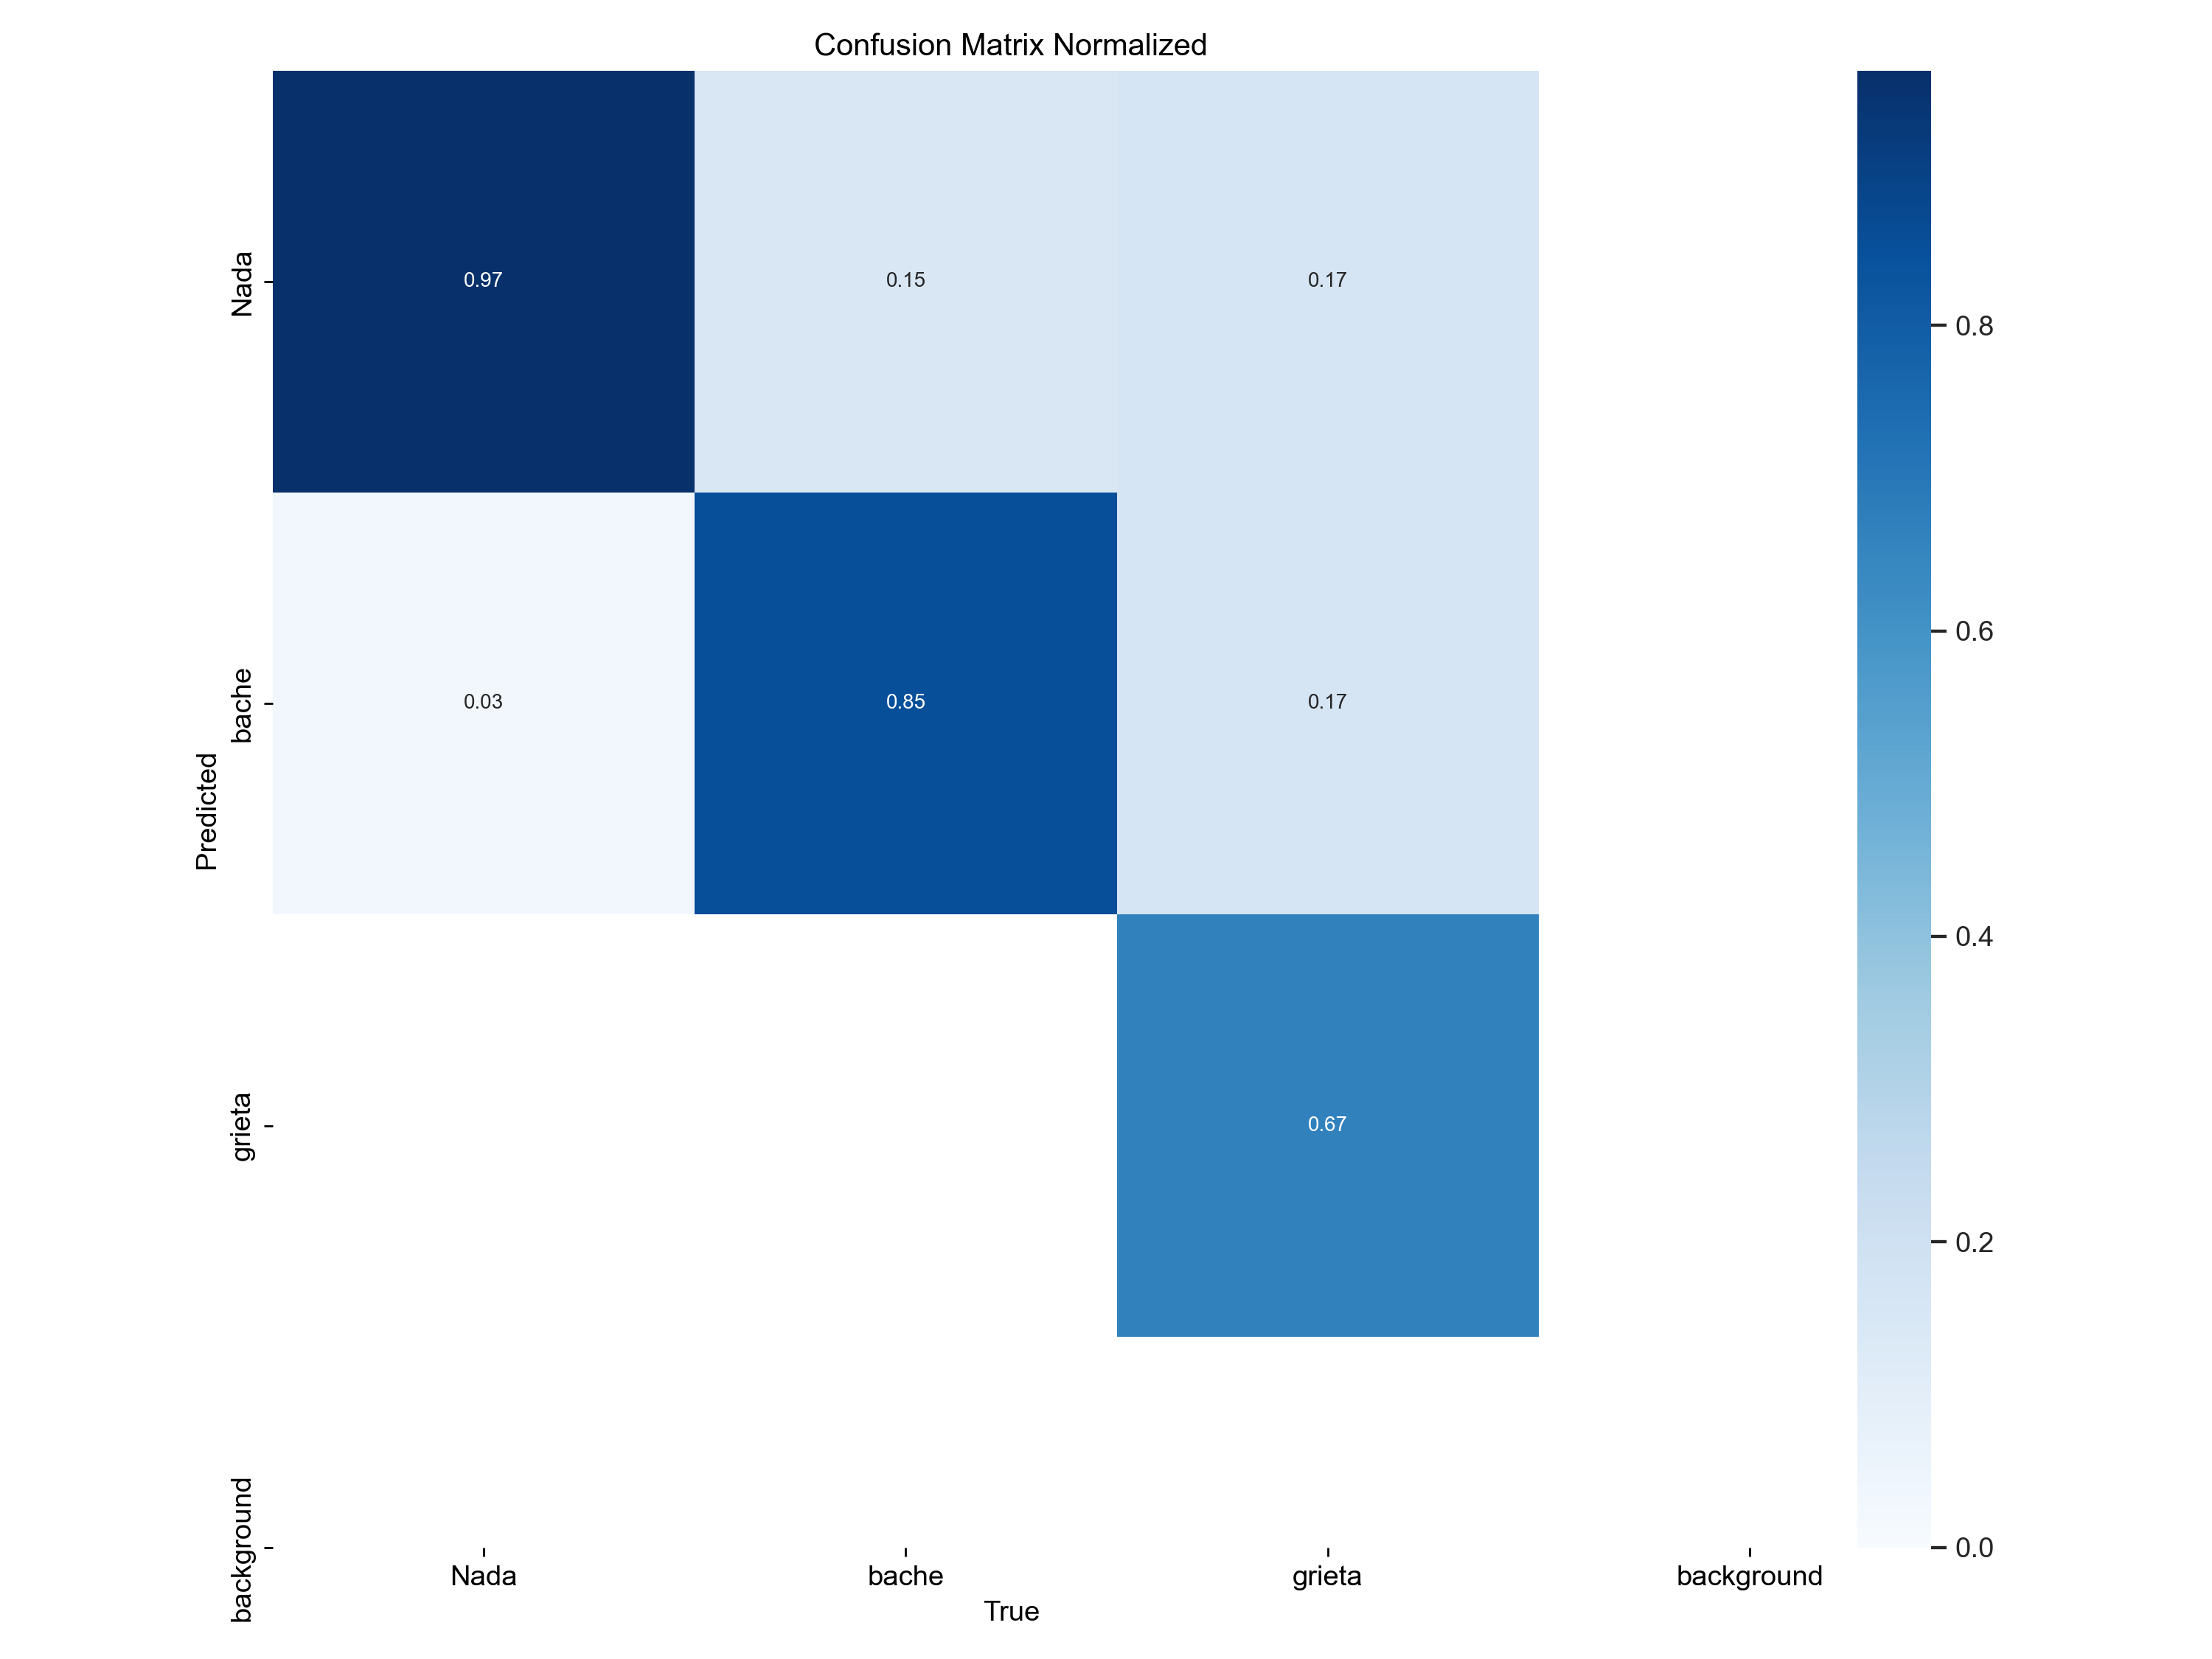 Confusion Matrix Normalized
Nada
0.97
0.15
0.17
bache
0.03
0.85
0.17
grieta
0.67
background
Predicted
Nada
bache
grieta
background
True
0.8
0.6
0.4
0.2
0.0